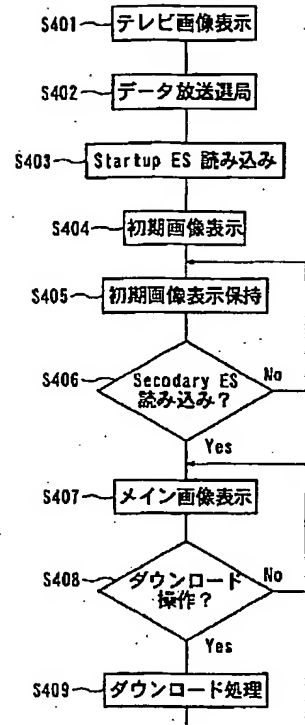 S401 テレビ画像表示
S402 データ放送選局
S403 Startup ES 読み込み
S404 初期画像表示
S405 初期画像表示保持
S406 Secodary ES
読み込み?
No
Yes
S407 メイン画像表示
S408 ダウンロード
操作?
No
Yes
S409 ダウンロード処理